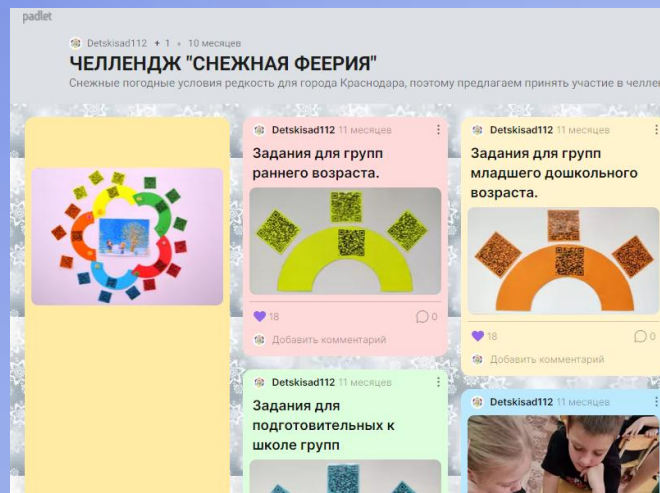 padlet
Detskisad112 + 1 • 10 месяцев
ЧЕЛЛЕНДЖ "СНЕЖНАЯ ФЕЕРИЯ"
Снежные погодные условия редкость для города Краснодара, поэтому предлагаем принять участие в челлен
Detskisad112 11 месяцев
Задания для групп
раннего возраста.
18
0
Добавить комментарий
Detskisad112 11 месяцев
Задания для
подготовительных к
школе групп
Detskisad112 11 месяцев
Задания для групп
младшего дошкольного
возраста.
18
0
Добавить комментарий
Detskisad112 11 месяцев